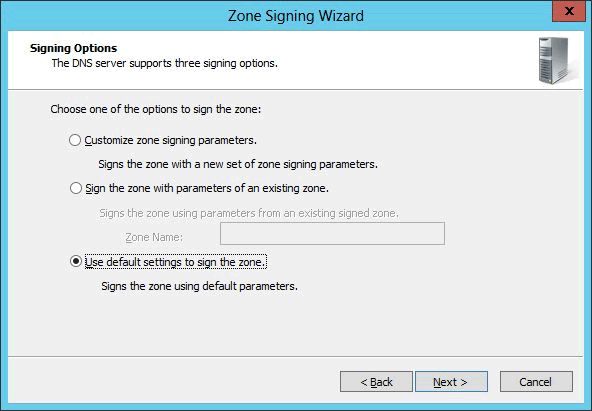 Zone Signing Wizard
x
Signing Options
The DNS server supports three signing options.
Choose one of the options to sign the zone:
Customize zone signing parameters.
Signs the zone with a new set of zone signing parameters.
Sign the zone with parameters of an existing zone.
Signs the zone using parameters from an existing signed zone.
Zone Name:
Use default settings to sign the zone.
Signs the zone using default parameters.
< Back Next > Cancel